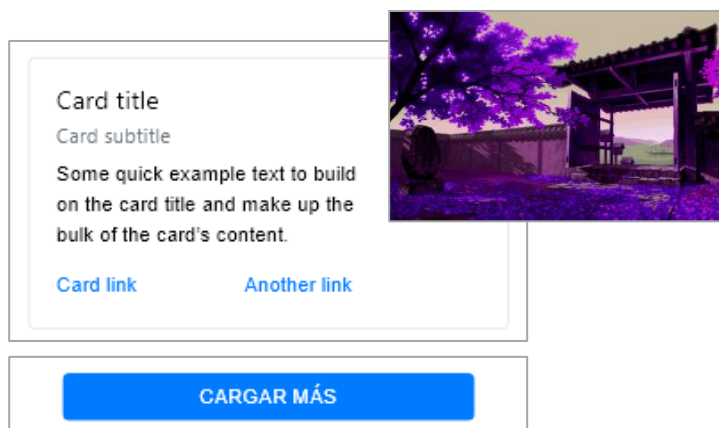 Card title
Card subtitle
Some quick example text to build
on the card title and make up the
bulk of the card's content.
Card link Another link
CARGAR MÁS